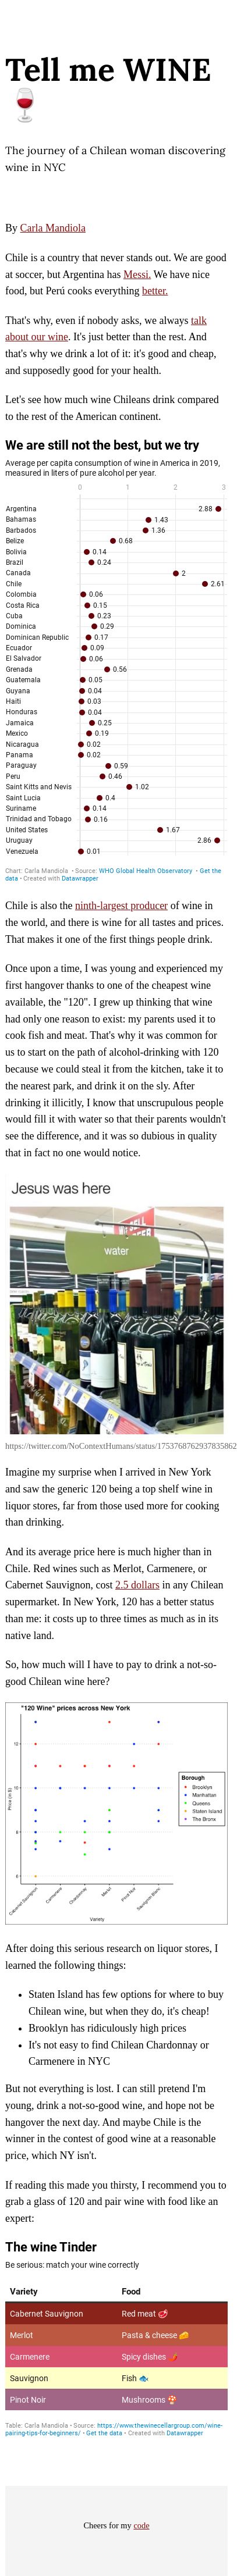 Tell me WINE
🍷
The journey of a Chilean woman discovering
wine in NYC
By Carla Mandiola
Chile is a country that never stands out. We are good
at soccer, but Argentina has Messi. We have nice
food, but Perú cooks everything better.
That's why, even if nobody asks, we always talk
about our wine. It's just better than the rest. And
that's why we drink a lot of it: it's good and cheap,
and supposedly good for your health.
Let's see how much wine Chileans drink compared
to the rest of the American continent.
We are still not the best, but we try
Average per capita consumption of wine in America in 2019,
measured in liters of pure alcohol per year.
0 1 2 3
Argentina 2.88
Bahamas 1.43
Barbados 1.36
Belize 0.68
Bolivia 0.14
Brazil 0.24
Canada 2
Chile 2.61
Colombia 0.06
Costa Rica 0.15
Cuba 0.23
Dominica 0.29
Dominican Republic 0.17
Ecuador 0.09
El Salvador 0.06
Grenada 0.56
Guatemala 0.05
Guyana 0.04
Haiti 0.03
Honduras 0.04
Jamaica 0.25
Mexico 0.19
Nicaragua 0.02
Panama 0.02
Paraguay 0.59
Peru 0.46
Saint Kitts and Nevis 1.02
Saint Lucia 0.4
Suriname 0.14
Trinidad and Tobago 0.16
United States 1.67
Uruguay 2.86
Venezuela 0.01
Chart: Carla Mandiola • Source: WHO Global Health Observatory • Get the
data • Created with Datawrapper
Chile is also the ninth-largest producer of wine in
the world, and there is wine for all tastes and prices.
That makes it one of the first things people drink.
Once upon a time, I was young and experienced my
first hangover thanks to one of the cheapest wine
available, the "120". I grew up thinking that wine
had only one reason to exist: my parents used it to
cook fish and meat. That's why it was common for
us to start on the path of alcohol-drinking with 120
because we could steal it from the kitchen, take it to
the nearest park, and drink it on the sly. After
drinking it illicitly, I know that unscrupulous people
would fill it with water so that their parents wouldn't
see the difference, and it was so dubious in quality
that in fact no one would notice.
Jesus was here
water
https://twitter.com/NoContextHumans/status/1753768762937835862
Imagine my surprise when I arrived in New York
and saw the generic 120 being a top shelf wine in
liquor stores, far from those used more for cooking
than drinking.
And its average price here is much higher than in
Chile. Red wines such as Merlot, Carmenere, or
Cabernet Sauvignon, cost 2.5 dollars in any Chilean
supermarket. In New York, 120 has a better status
than me: it costs up to three times as much as in its
native land.
So, how much will I have to pay to drink a not-so-
good Chilean wine here?
"120 Wine" prices across New York
Price (in $)
12
10
8
6
Cabernet Sauvignon
Carmenere
Chardonnay
Merlot
Pinot Noir
Sauvignon Blanc
Variety
Borough
Brooklyn
Manhattan
Queens
Staten Island
The Bronx
After doing this serious research on liquor stores, I
learned the following things:
• Staten Island has few options for where to buy
Chilean wine, but when they do, it's cheap!
• Brooklyn has ridiculously high prices
• It's not easy to find Chilean Chardonnay or
Carmenere in NYC
But not everything is lost. I can still pretend I'm
young, drink a not-so-good wine, and hope not be
hangover the next day. And maybe Chile is the
winner in the contest of good wine at a reasonable
price, which NY isn't.
If reading this made you thirsty, I recommend you to
grab a glass of 120 and pair wine with food like an
expert:
The wine Tinder
Be serious: match your wine correctly
Variety Food
Cabernet Sauvignon Red meat 🥩
Merlot Pasta & cheese 🧀
Carmenere Spicy dishes 🌶️
Sauvignon Fish 🐟
Pinot Noir Mushrooms 🍄
Table: Carla Mandiola • Source: https://www.thewinecellargroup.com/wine-
pairing-tips-for-beginners/ • Get the data • Created with Datawrapper
Cheers for my code